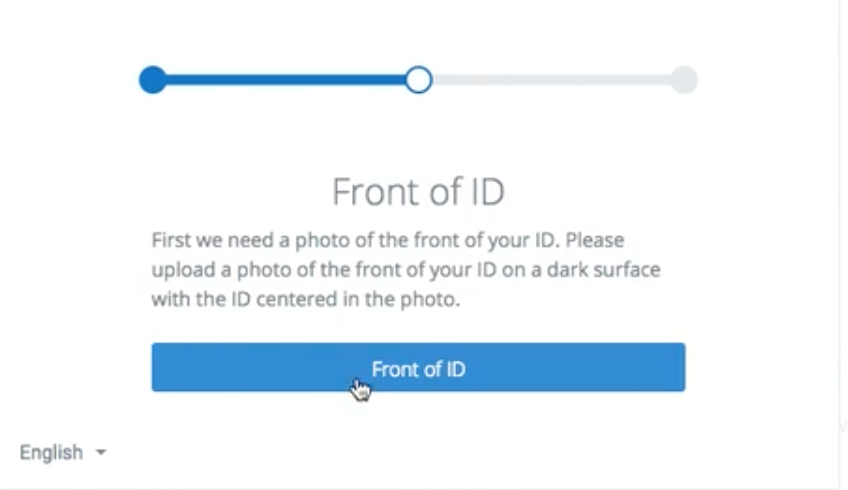 Front of ID
First we need a photo of the front of your ID. Please
upload a photo of the front of your ID on a dark surface
with the ID centered in the photo.
Front of ID
English